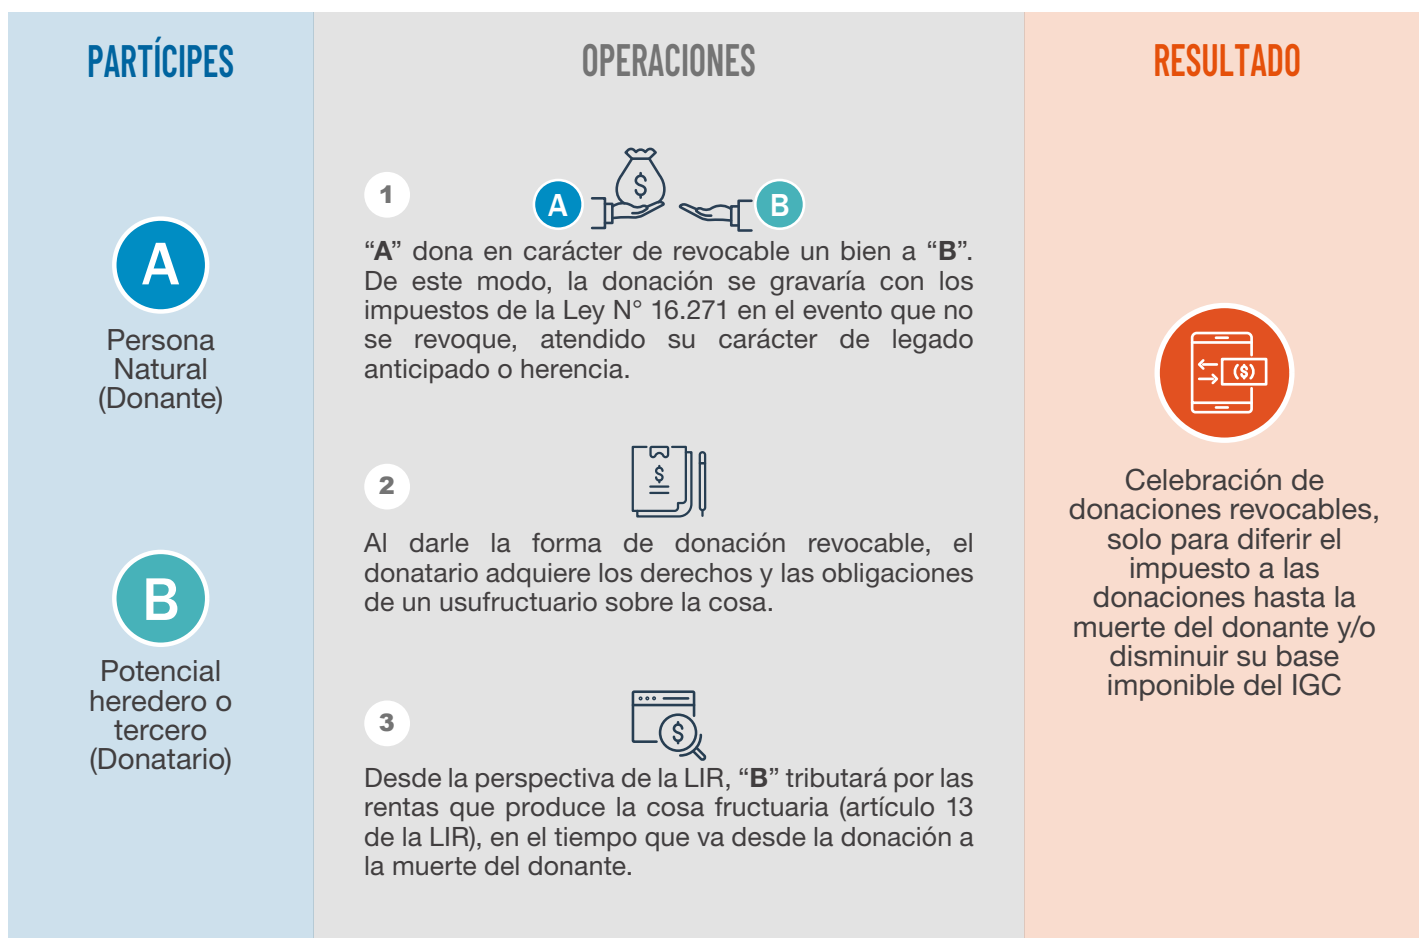 PARTÍCIPES
A
Persona
Natural
(Donante)
B
Potencial
heredero o
tercero
(Donatario)
OPERACIONES
1
A
$
B
“A” dona en carácter de revocable un bien a “B”.
De este modo, la donación se gravaría con los
impuestos de la Ley N° 16.271 en el evento que no
se revoque, atendido su carácter de legado
anticipado o herencia.
2
$
Al darle la forma de donación revocable, el
donatario adquiere los derechos y las obligaciones
de un usufructuario sobre la cosa.
3
$
Desde la perspectiva de la LIR, “B” tributará por las
rentas que produce la cosa fructuaria (artículo 13
de la LIR), en el tiempo que va desde la donación a
la muerte del donante.
RESULTADO
($)
Celebración de
donaciones revocables,
solo para diferir el
impuesto a las
donaciones hasta la
muerte del donante y/o
disminuir su base
imponible del IGC